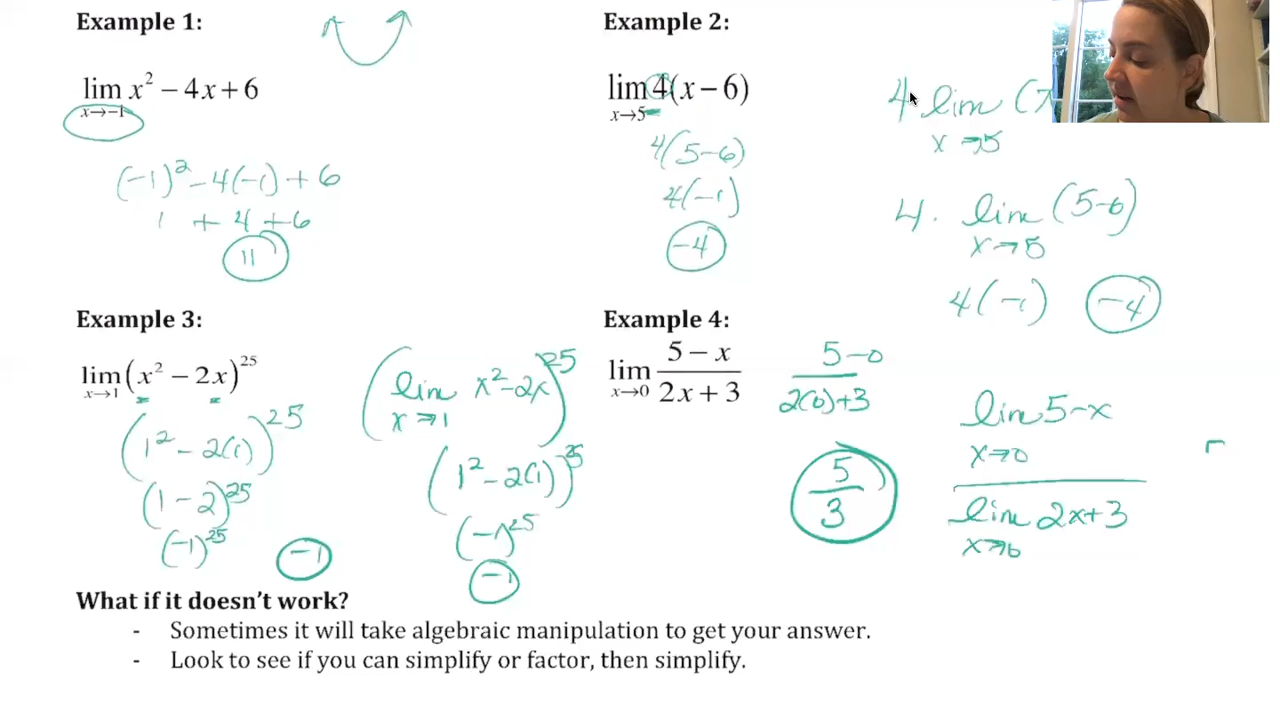 Example 1:
lim x² − 4x + 6
x→−1
(-1)² - 4(-1) + 6
1 + 4 + 6
11
Example 2:
lim 4(x − 6)
x→5
4(5-6)
4(-1)
-4
4 lim (
x→5
4 · lim (5-6)
x→5
4(-1) -4
Example 3:
lim (x² − 2x)²⁵
x→1
(1² - 2(1))²⁵
(1 - 2)²⁵
(-1)²⁵
-1
(lim x²-2x)²⁵
x→1
(1² - 2(1))²⁵
(-1)²⁵
-1
Example 4:
lim 5 − x
x→0 2x + 3
5-0
2(0)+3
5
3
lim 5-x
x→0
lim 2x+3
x→0
What if it doesn't work?
- Sometimes it will take algebraic manipulation to get your answer.
- Look to see if you can simplify or factor, then simplify.